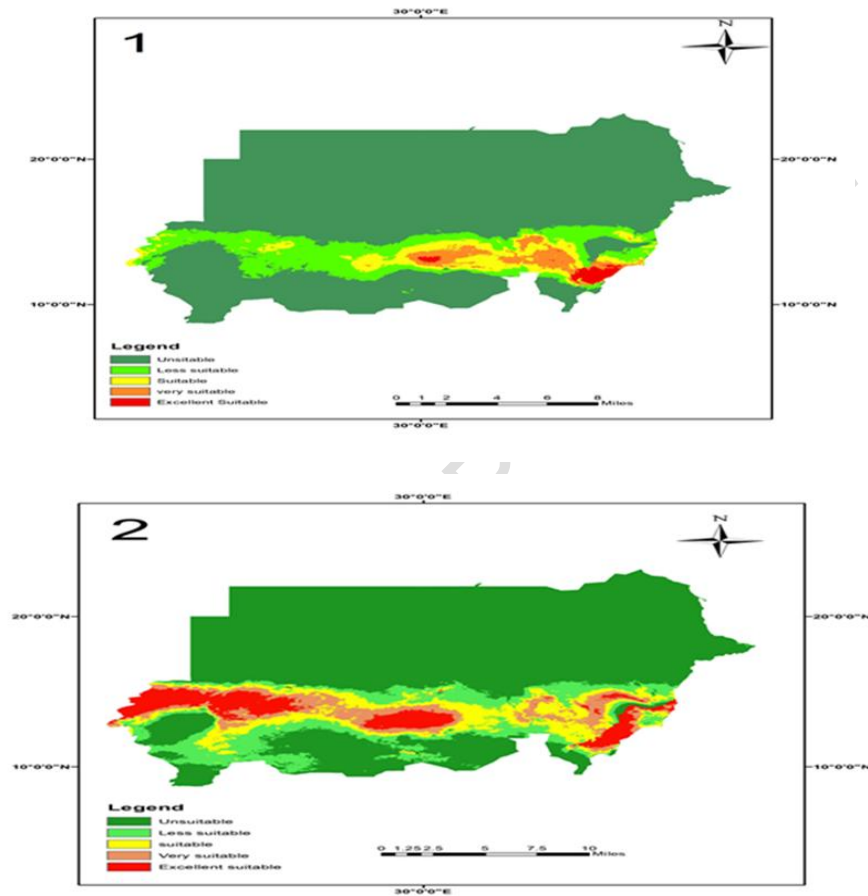 30°0'0"E
1
N
20°0'0"N
20°0'0"N
10°0'0"N
10°0'0"N
Legend
Unsitable
Less suitable
Suitable
very suitable
Excellent Suitable
0 1 2 4 6 8
Miles
30°0'0"E
30°0'0"E
2
N
20°0'0"N
20°0'0"N
10°0'0"N
10°0'0"N
Legend
Unsuitable
Less suitable
suitable
Very suitable
Excellent suitable
0 1.25 2.5 5 7.5 10
Miles
30°0'0"E